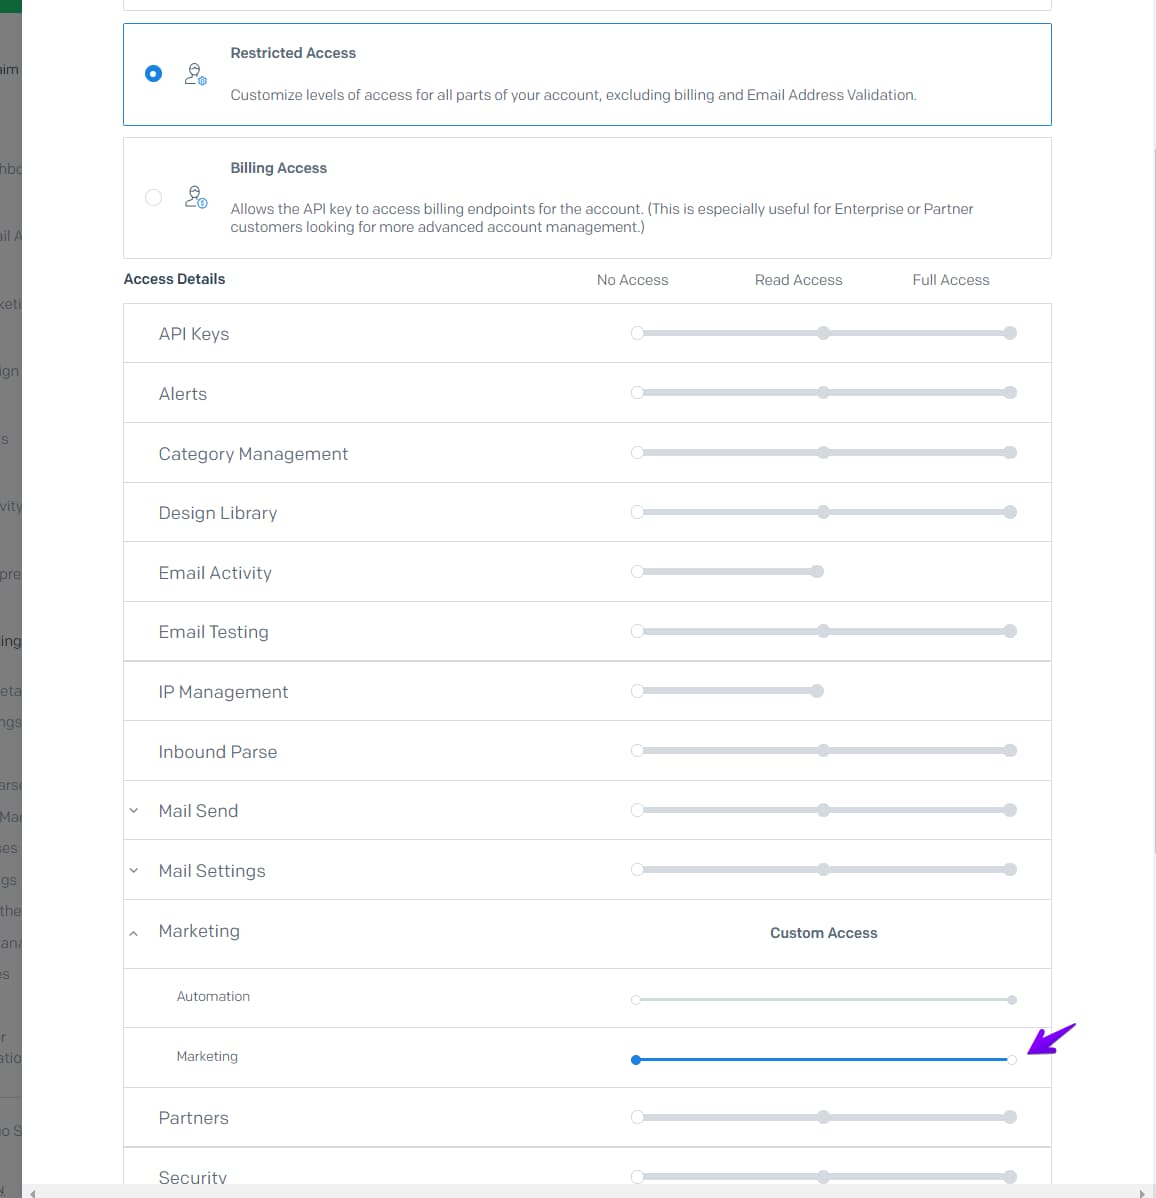 Restricted Access
Customize levels of access for all parts of your account, excluding billing and Email Address Validation.
Billing Access
Allows the API key to access billing endpoints for the account. (This is especially useful for Enterprise or Partner
customers looking for more advanced account management.)
Access Details No Access Read Access Full Access
API Keys
Alerts
Category Management
Design Library
Email Activity
Email Testing
IP Management
Inbound Parse
Mail Send
Mail Settings
Marketing Custom Access
Automation
Marketing
Partners
Security